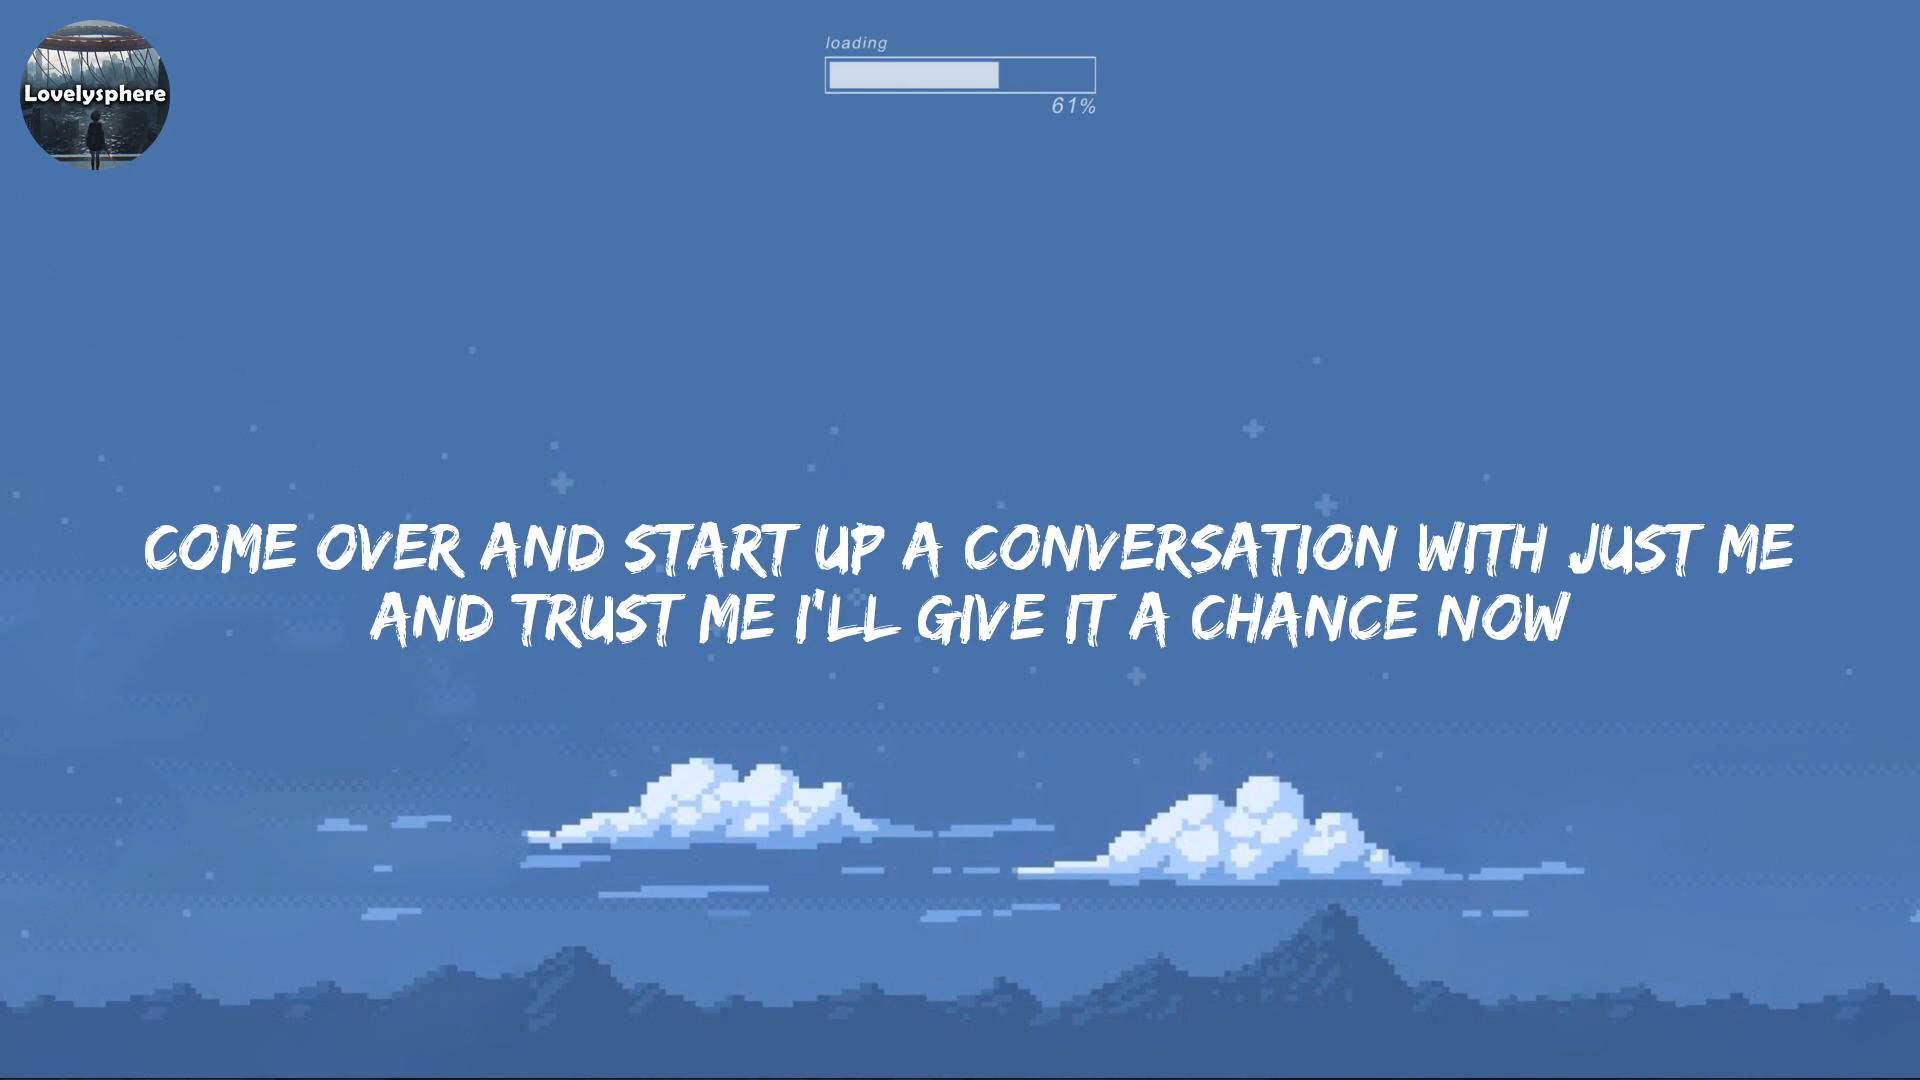 Lovelysphere
loading
61%
COME OVER AND START UP A CONVERSATION WITH JUST ME
AND TRUST ME I'LL GIVE IT A CHANCE NOW